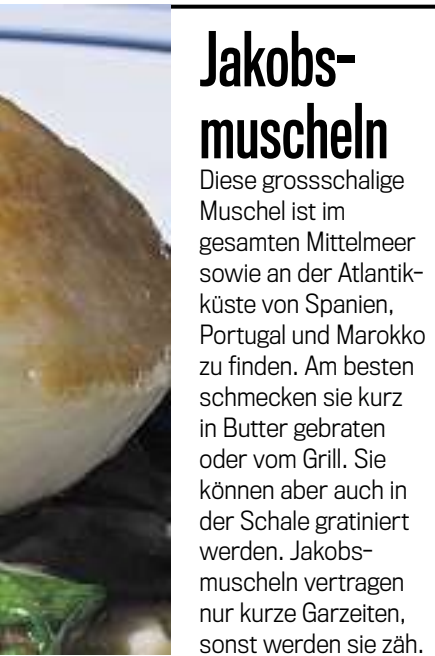 Jakobs-
muscheln
Diese grossschalige
Muschel ist im
gesamten Mittelmeer
sowie an der Atlantik-
küste von Spanien,
Portugal und Marokko
zu finden. Am besten
schmecken sie kurz
in Butter gebraten
oder vom Grill. Sie
können aber auch in
der Schale gratiniert
werden. Jakobs-
muscheln vertragen
nur kurze Garzeiten,
sonst werden sie zäh.